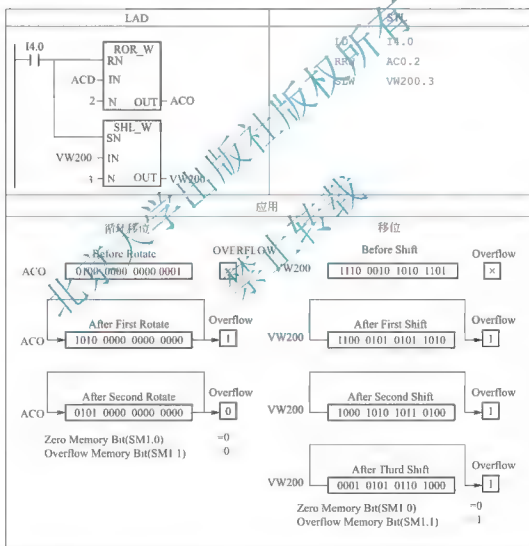 LAD
STL
I4.0
ROR_W
RN
ACD
IN
2
N
OUT
ACO
SHL_W
SN
VW200
IN
3
N
OUT
VW200
LD I4.0
RRW AC0.2
SLW VW200.3
应用
循环移位
Before Rotate
OVERFLOW
ACO
0100 0000 0000 0001
×
After First Rotate
Overflow
ACO
1010 0000 0000 0000
1
After Second Rotate
Overflow
ACO
0101 0000 0000 0000
0
Zero Memory Bit(SM1.0) =0
Overflow Memory Bit(SM1 1) 0
移位
Before Shift
Overflow
VW200
1110 0010 1010 1101
×
After First Shift
Overflow
VW200
1100 0101 0101 1010
1
After Second Shift
Overflow
VW200
1000 1010 1011 0100
1
After Third Shift
Overflow
VW200
0001 0101 0110 1000
1
Zero Memory Bit(SM1 0) =0
Overflow Memory Bit(SM1.1) 1
北京大学出版社版权所有
禁止转载